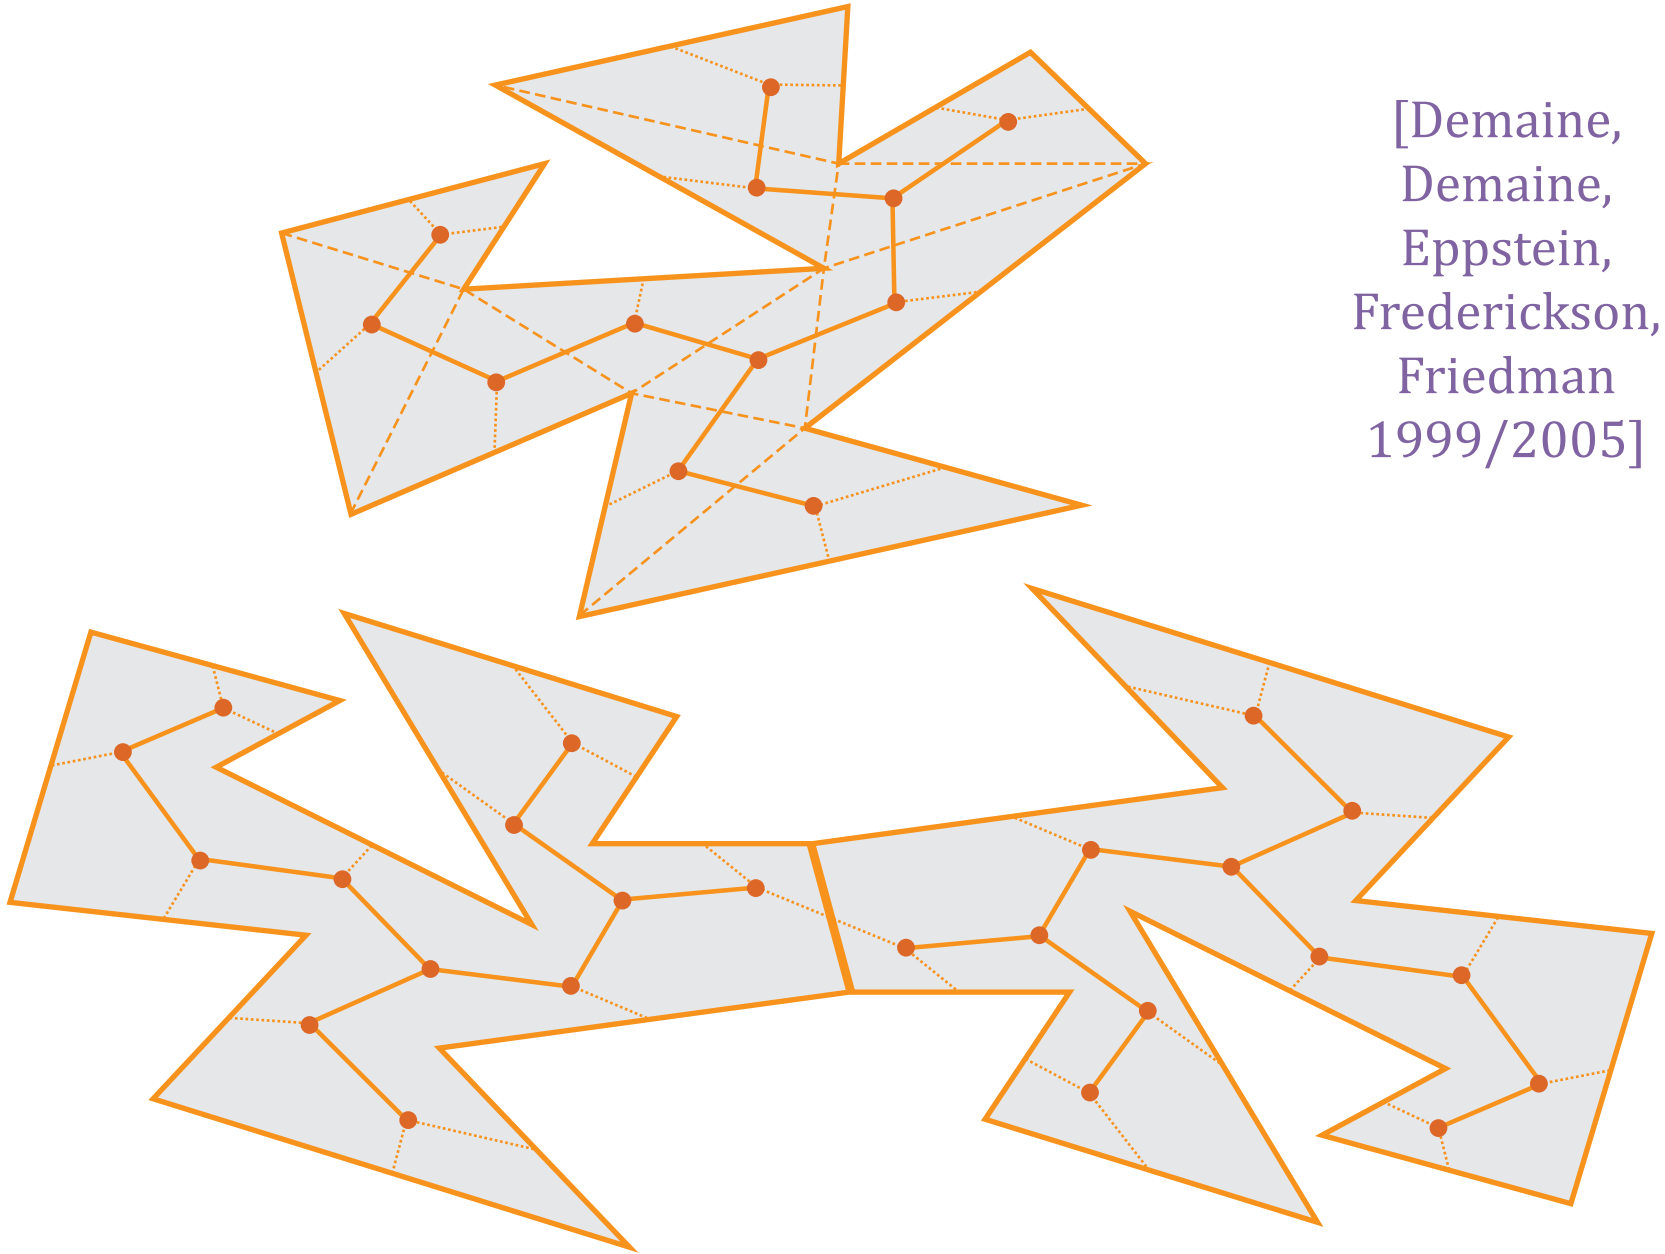 [Demaine,
Demaine,
Eppstein,
Frederickson,
Friedman
1999/2005]